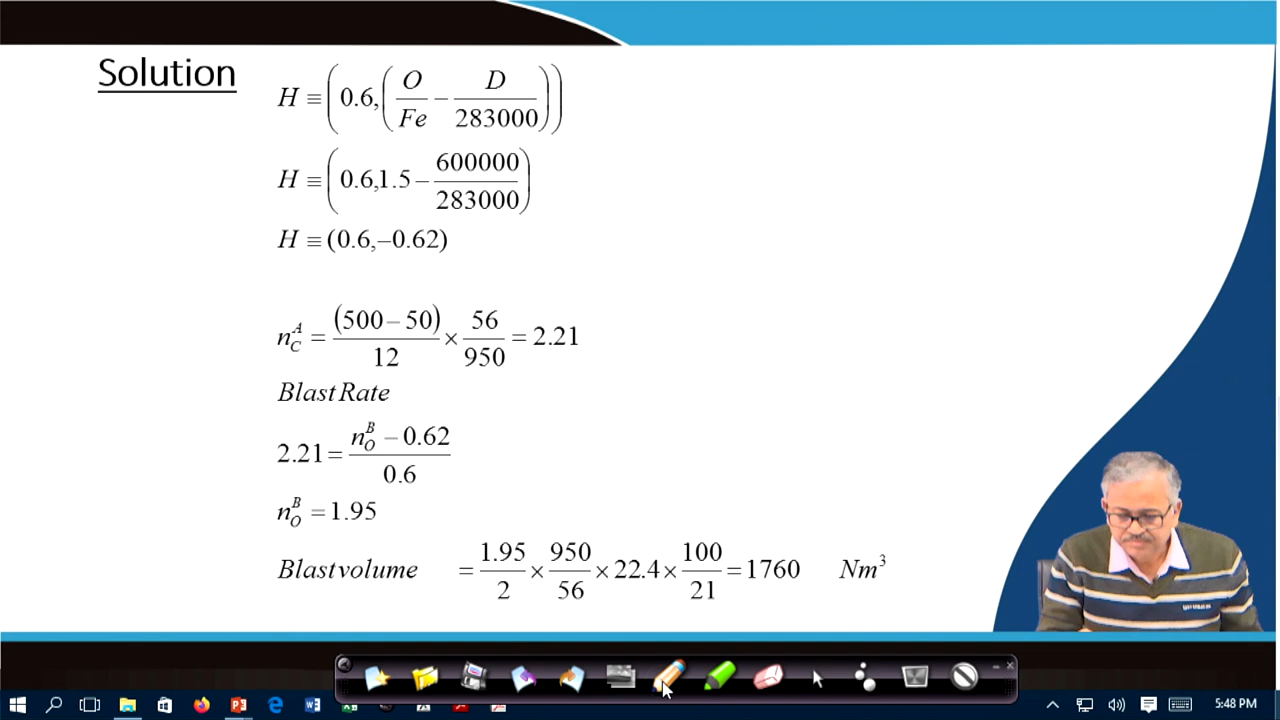 Solution
H ≡ (0.6, (O/Fe − D/283000))
H ≡ (0.6,1.5 − 600000/283000)
H ≡ (0.6,−0.62)
n_C^A = (500 − 50)/12 × 56/950 = 2.21
Blast Rate
2.21 = (n_O^B − 0.62)/0.6
n_O^B = 1.95
Blast volume = 1.95/2 × 950/56 × 22.4 × 100/21 = 1760 Nm³
5:48 PM